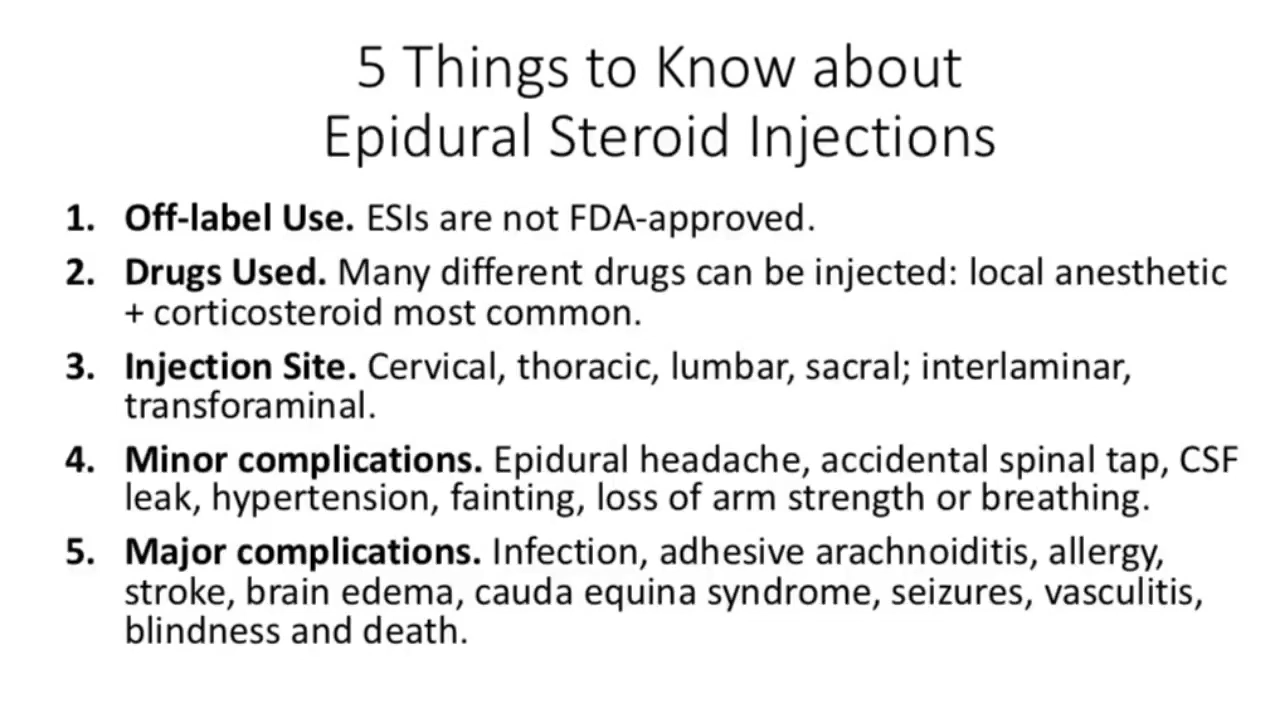 5 Things to Know about
Epidural Steroid Injections
1. Off-label Use. ESIs are not FDA-approved.
2. Drugs Used. Many different drugs can be injected: local anesthetic
+ corticosteroid most common.
3. Injection Site. Cervical, thoracic, lumbar, sacral; interlaminar,
transforaminal.
4. Minor complications. Epidural headache, accidental spinal tap, CSF
leak, hypertension, fainting, loss of arm strength or breathing.
5. Major complications. Infection, adhesive arachnoiditis, allergy,
stroke, brain edema, cauda equina syndrome, seizures, vasculitis,
blindness and death.